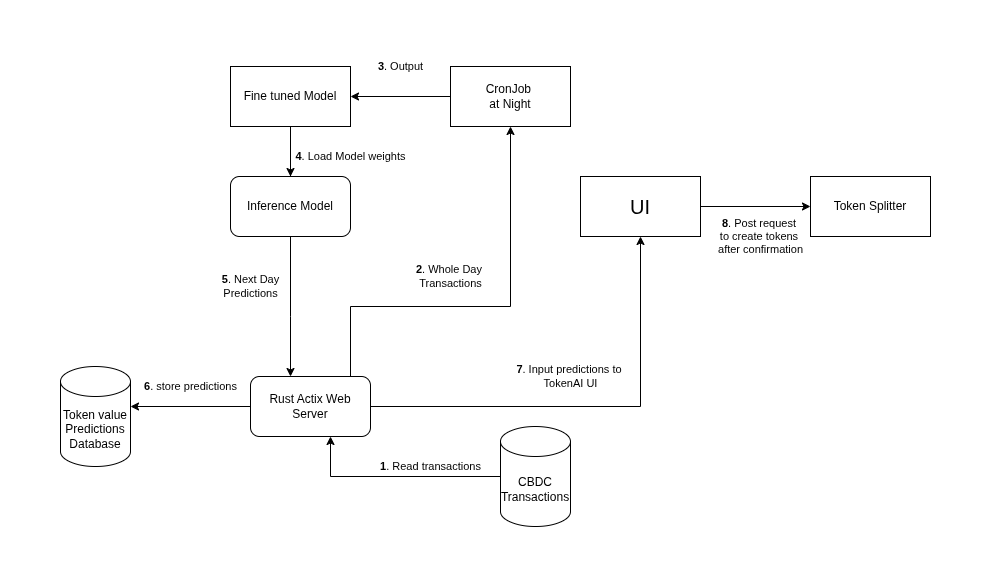 3. Output
Fine tuned Model
CronJob
at Night
4. Load Model weights
Inference Model
UI
Token Splitter
8. Post request
to create tokens
after confirmation
5. Next Day
Predictions
2. Whole Day
Transactions
7. Input predictions to
TokenAI UI
6. store predictions
Rust Actix Web
Server
Token value
Predictions
Database
1. Read transactions
CBDC
Transactions